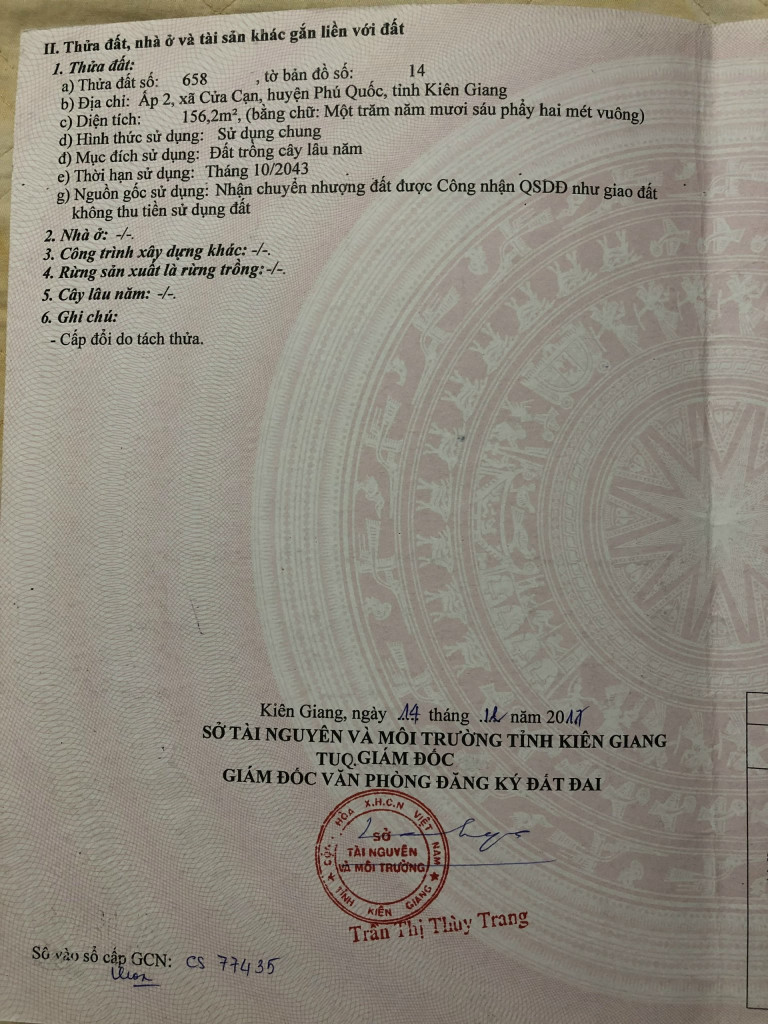 II. Thửa đất, nhà ở và tài sản khác gắn liền với đất
1. Thửa đất:
a) Thửa đất số: 658 , tờ bản đồ số: 14
b) Địa chỉ: Ấp 2, xã Cửa Cạn, huyện Phú Quốc, tỉnh Kiên Giang
c) Diện tích: 156,2m², (bằng chữ: Một trăm năm mươi sáu phẩy hai mét vuông)
d) Hình thức sử dụng: Sử dụng chung
đ) Mục đích sử dụng: Đất trồng cây lâu năm
e) Thời hạn sử dụng: Tháng 10/2043
g) Nguồn gốc sử dụng: Nhận chuyển nhượng đất được Công nhận QSDĐ như giao đất
không thu tiền sử dụng đất
2. Nhà ở: -/-.
3. Công trình xây dựng khác: -/-.
4. Rừng sản xuất là rừng trồng: -/-.
5. Cây lâu năm: -/-.
6. Ghi chú:
- Cấp đổi do tách thửa.
Kiên Giang, ngày 14 tháng .12 năm 2017
SỞ TÀI NGUYÊN VÀ MÔI TRƯỜNG TỈNH KIÊN GIANG
TUQ.GIÁM ĐỐC
GIÁM ĐỐC VĂN PHÒNG ĐĂNG KÝ ĐẤT ĐAI
HÒA X.H.C.N VIỆT NAM
SỞ
TÀI NGUYÊN
VÀ MÔI TRƯỜNG
TỈNH KIÊN GIANG
Trần Thị Thùy Trang
Số vào sổ cấp GCN: CS 77435